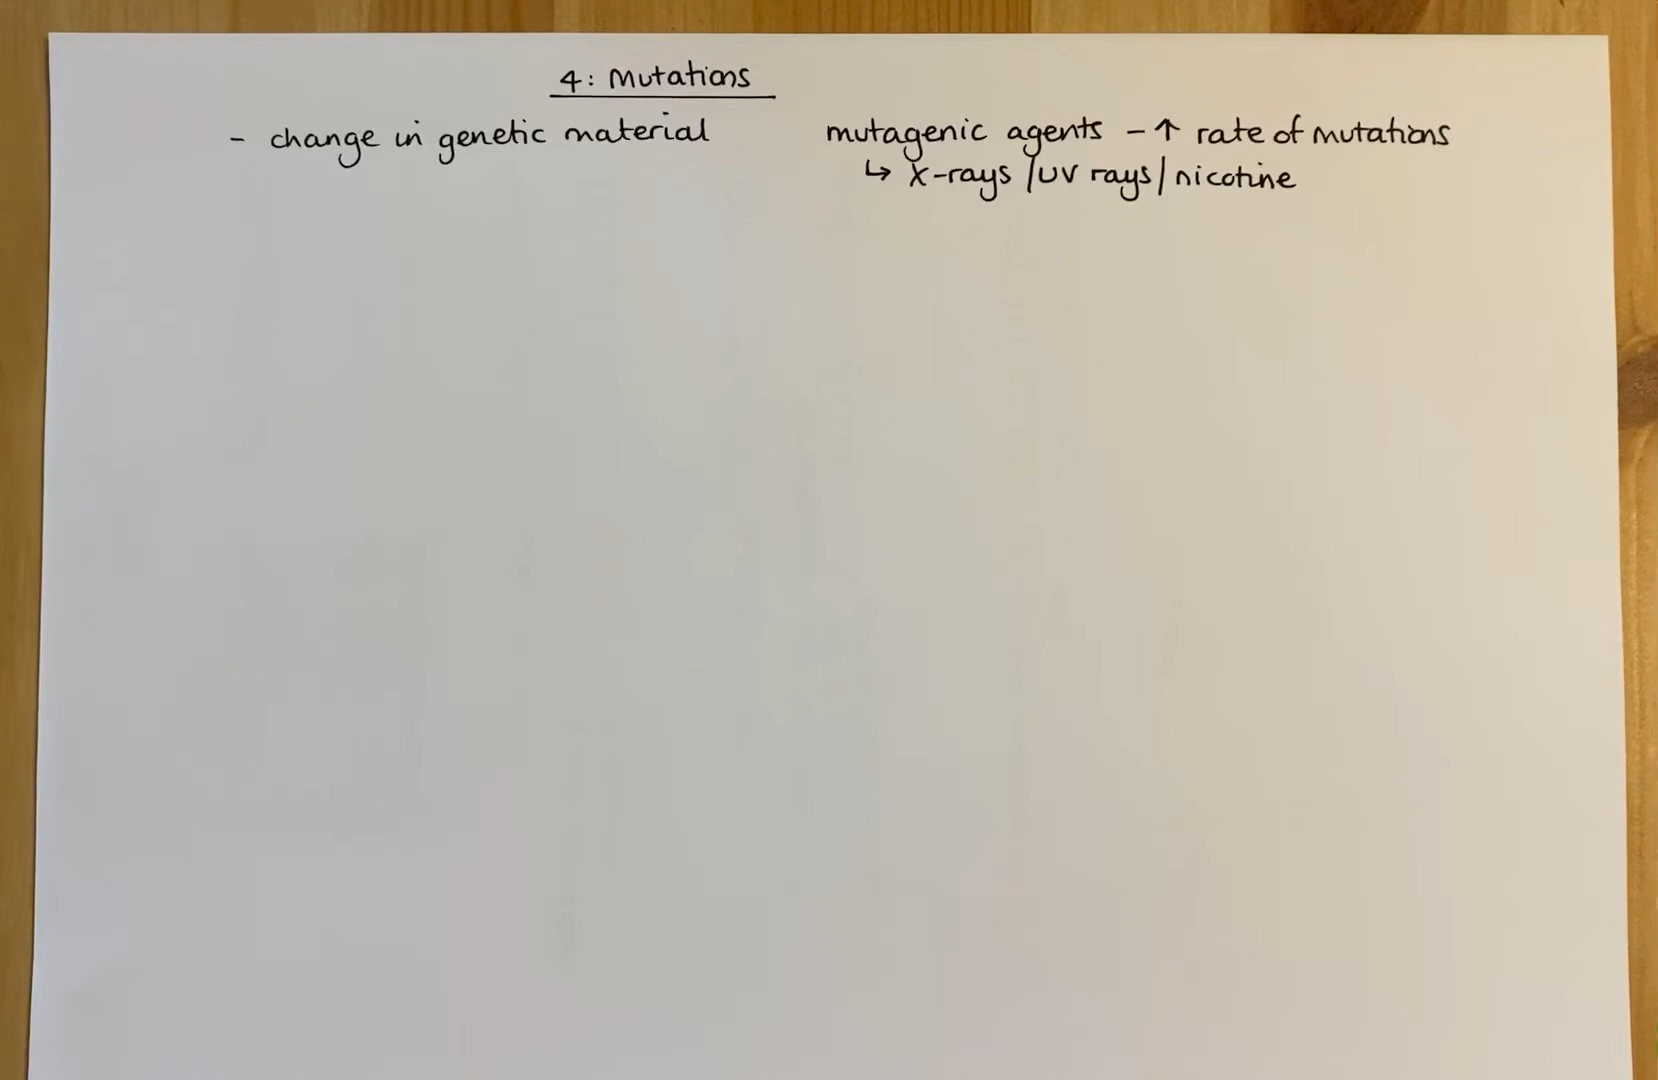 4: Mutations
- change in genetic material
mutagenic agents - ↑ rate of mutations
↳ X-rays / UV rays / nicotine